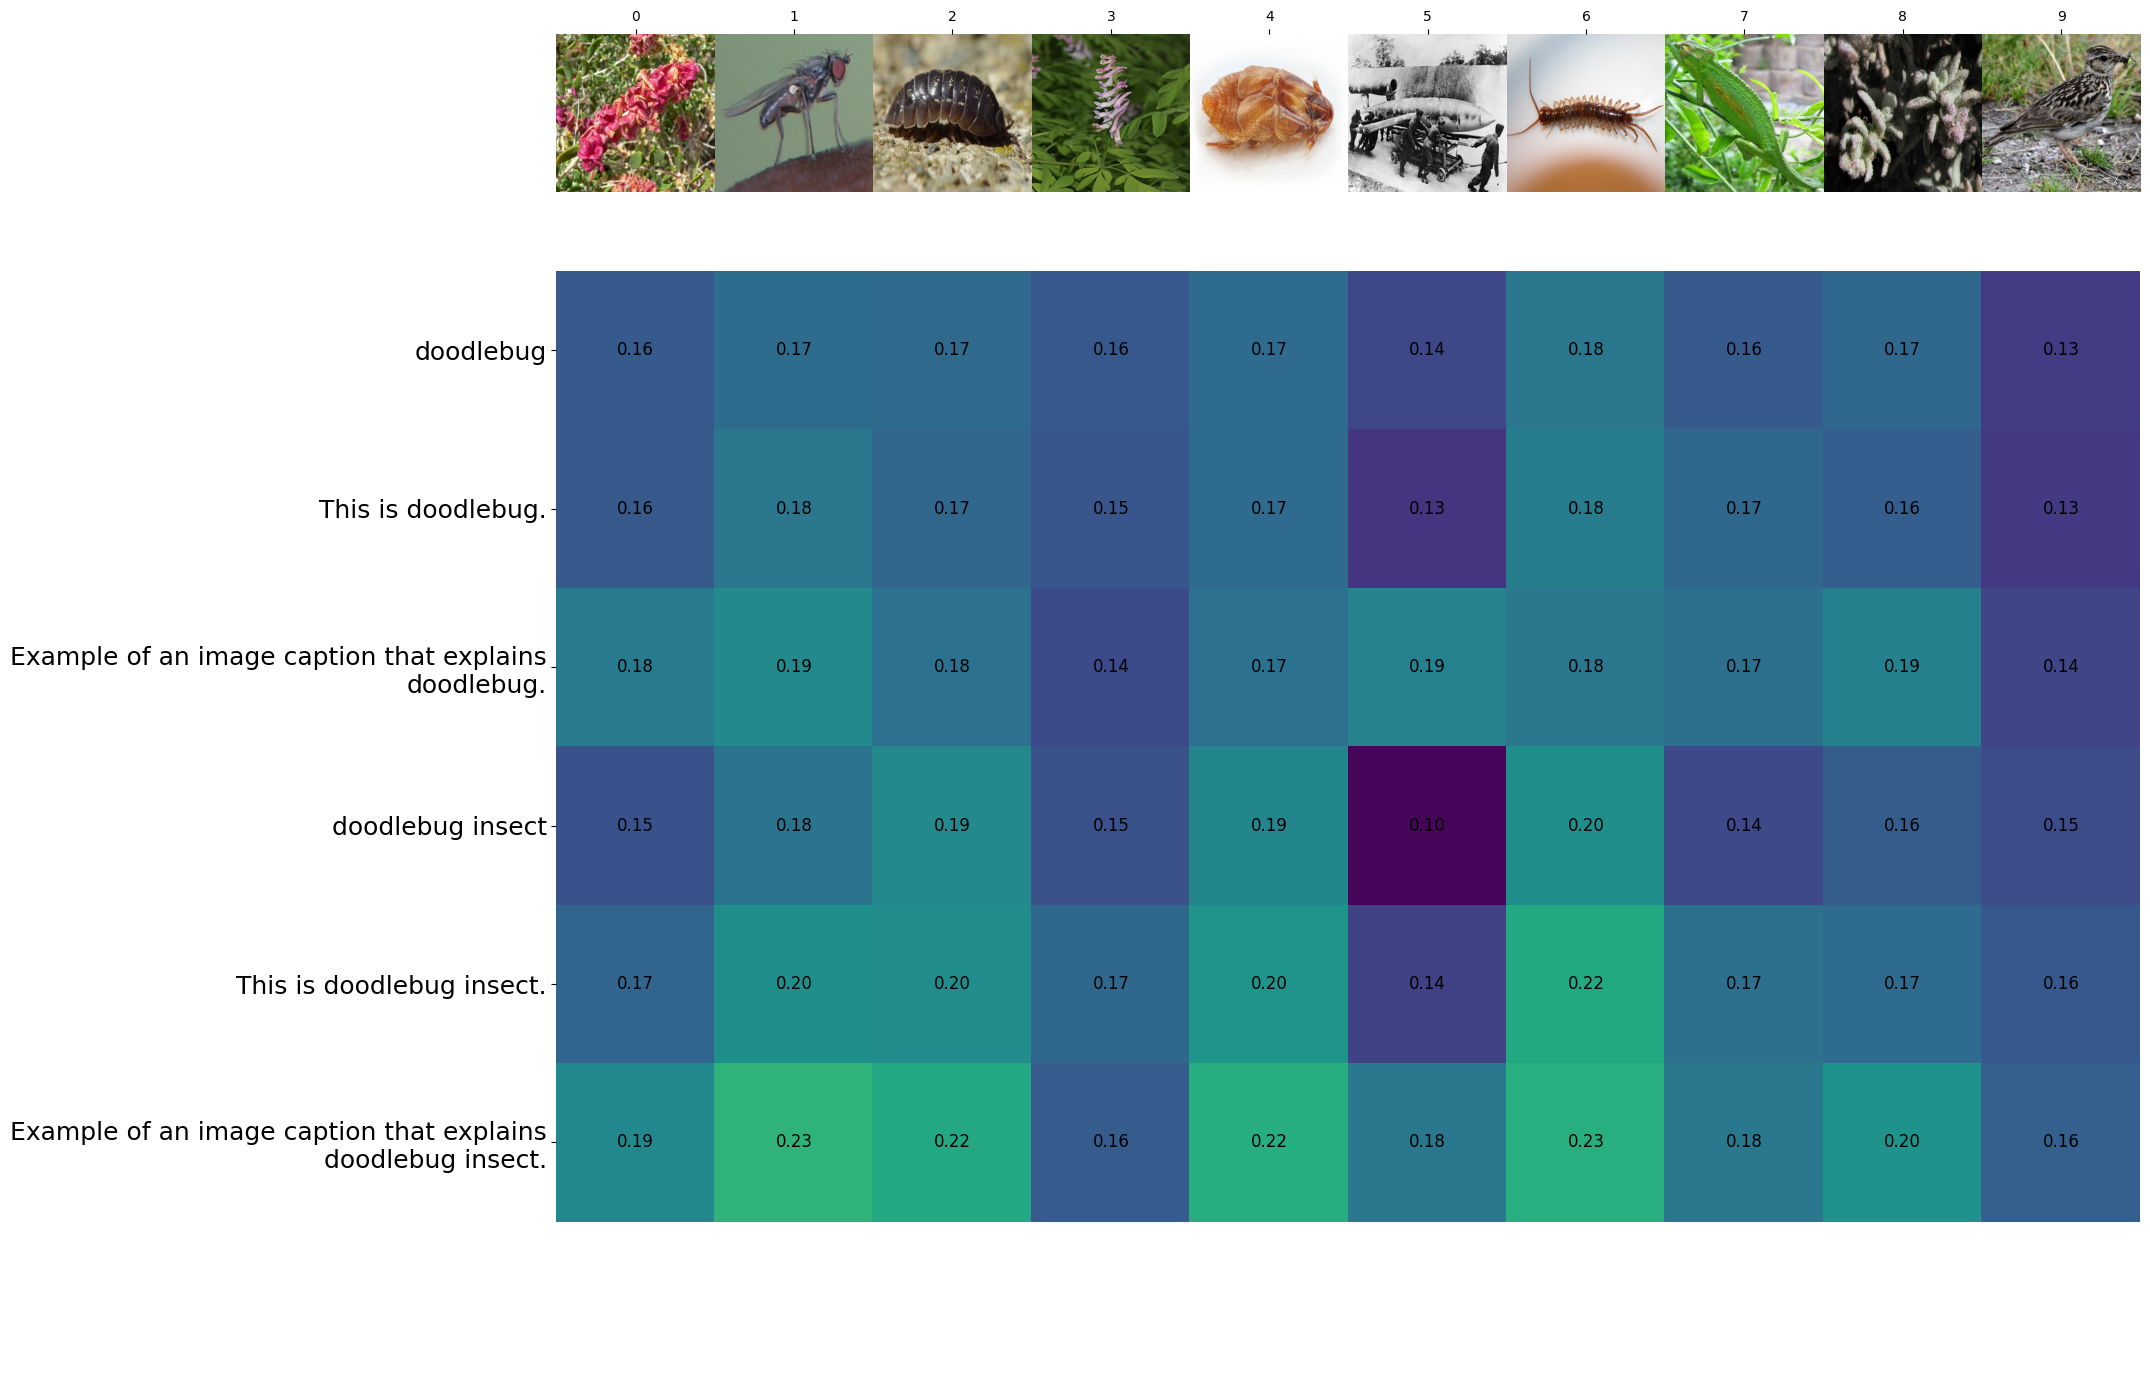 0 1 2 3 4 5 6 7 8 9
doodlebug 0.16 0.17 0.17 0.16 0.17 0.14 0.18 0.16 0.17 0.13
This is doodlebug. 0.16 0.18 0.17 0.15 0.17 0.13 0.18 0.17 0.16 0.13
Example of an image caption that explains
doodlebug. 0.18 0.19 0.18 0.14 0.17 0.19 0.18 0.17 0.19 0.14
doodlebug insect 0.15 0.18 0.19 0.15 0.19 0.10 0.20 0.14 0.16 0.15
This is doodlebug insect. 0.17 0.20 0.20 0.17 0.20 0.14 0.22 0.17 0.17 0.16
Example of an image caption that explains
doodlebug insect. 0.19 0.23 0.22 0.16 0.22 0.18 0.23 0.18 0.20 0.16